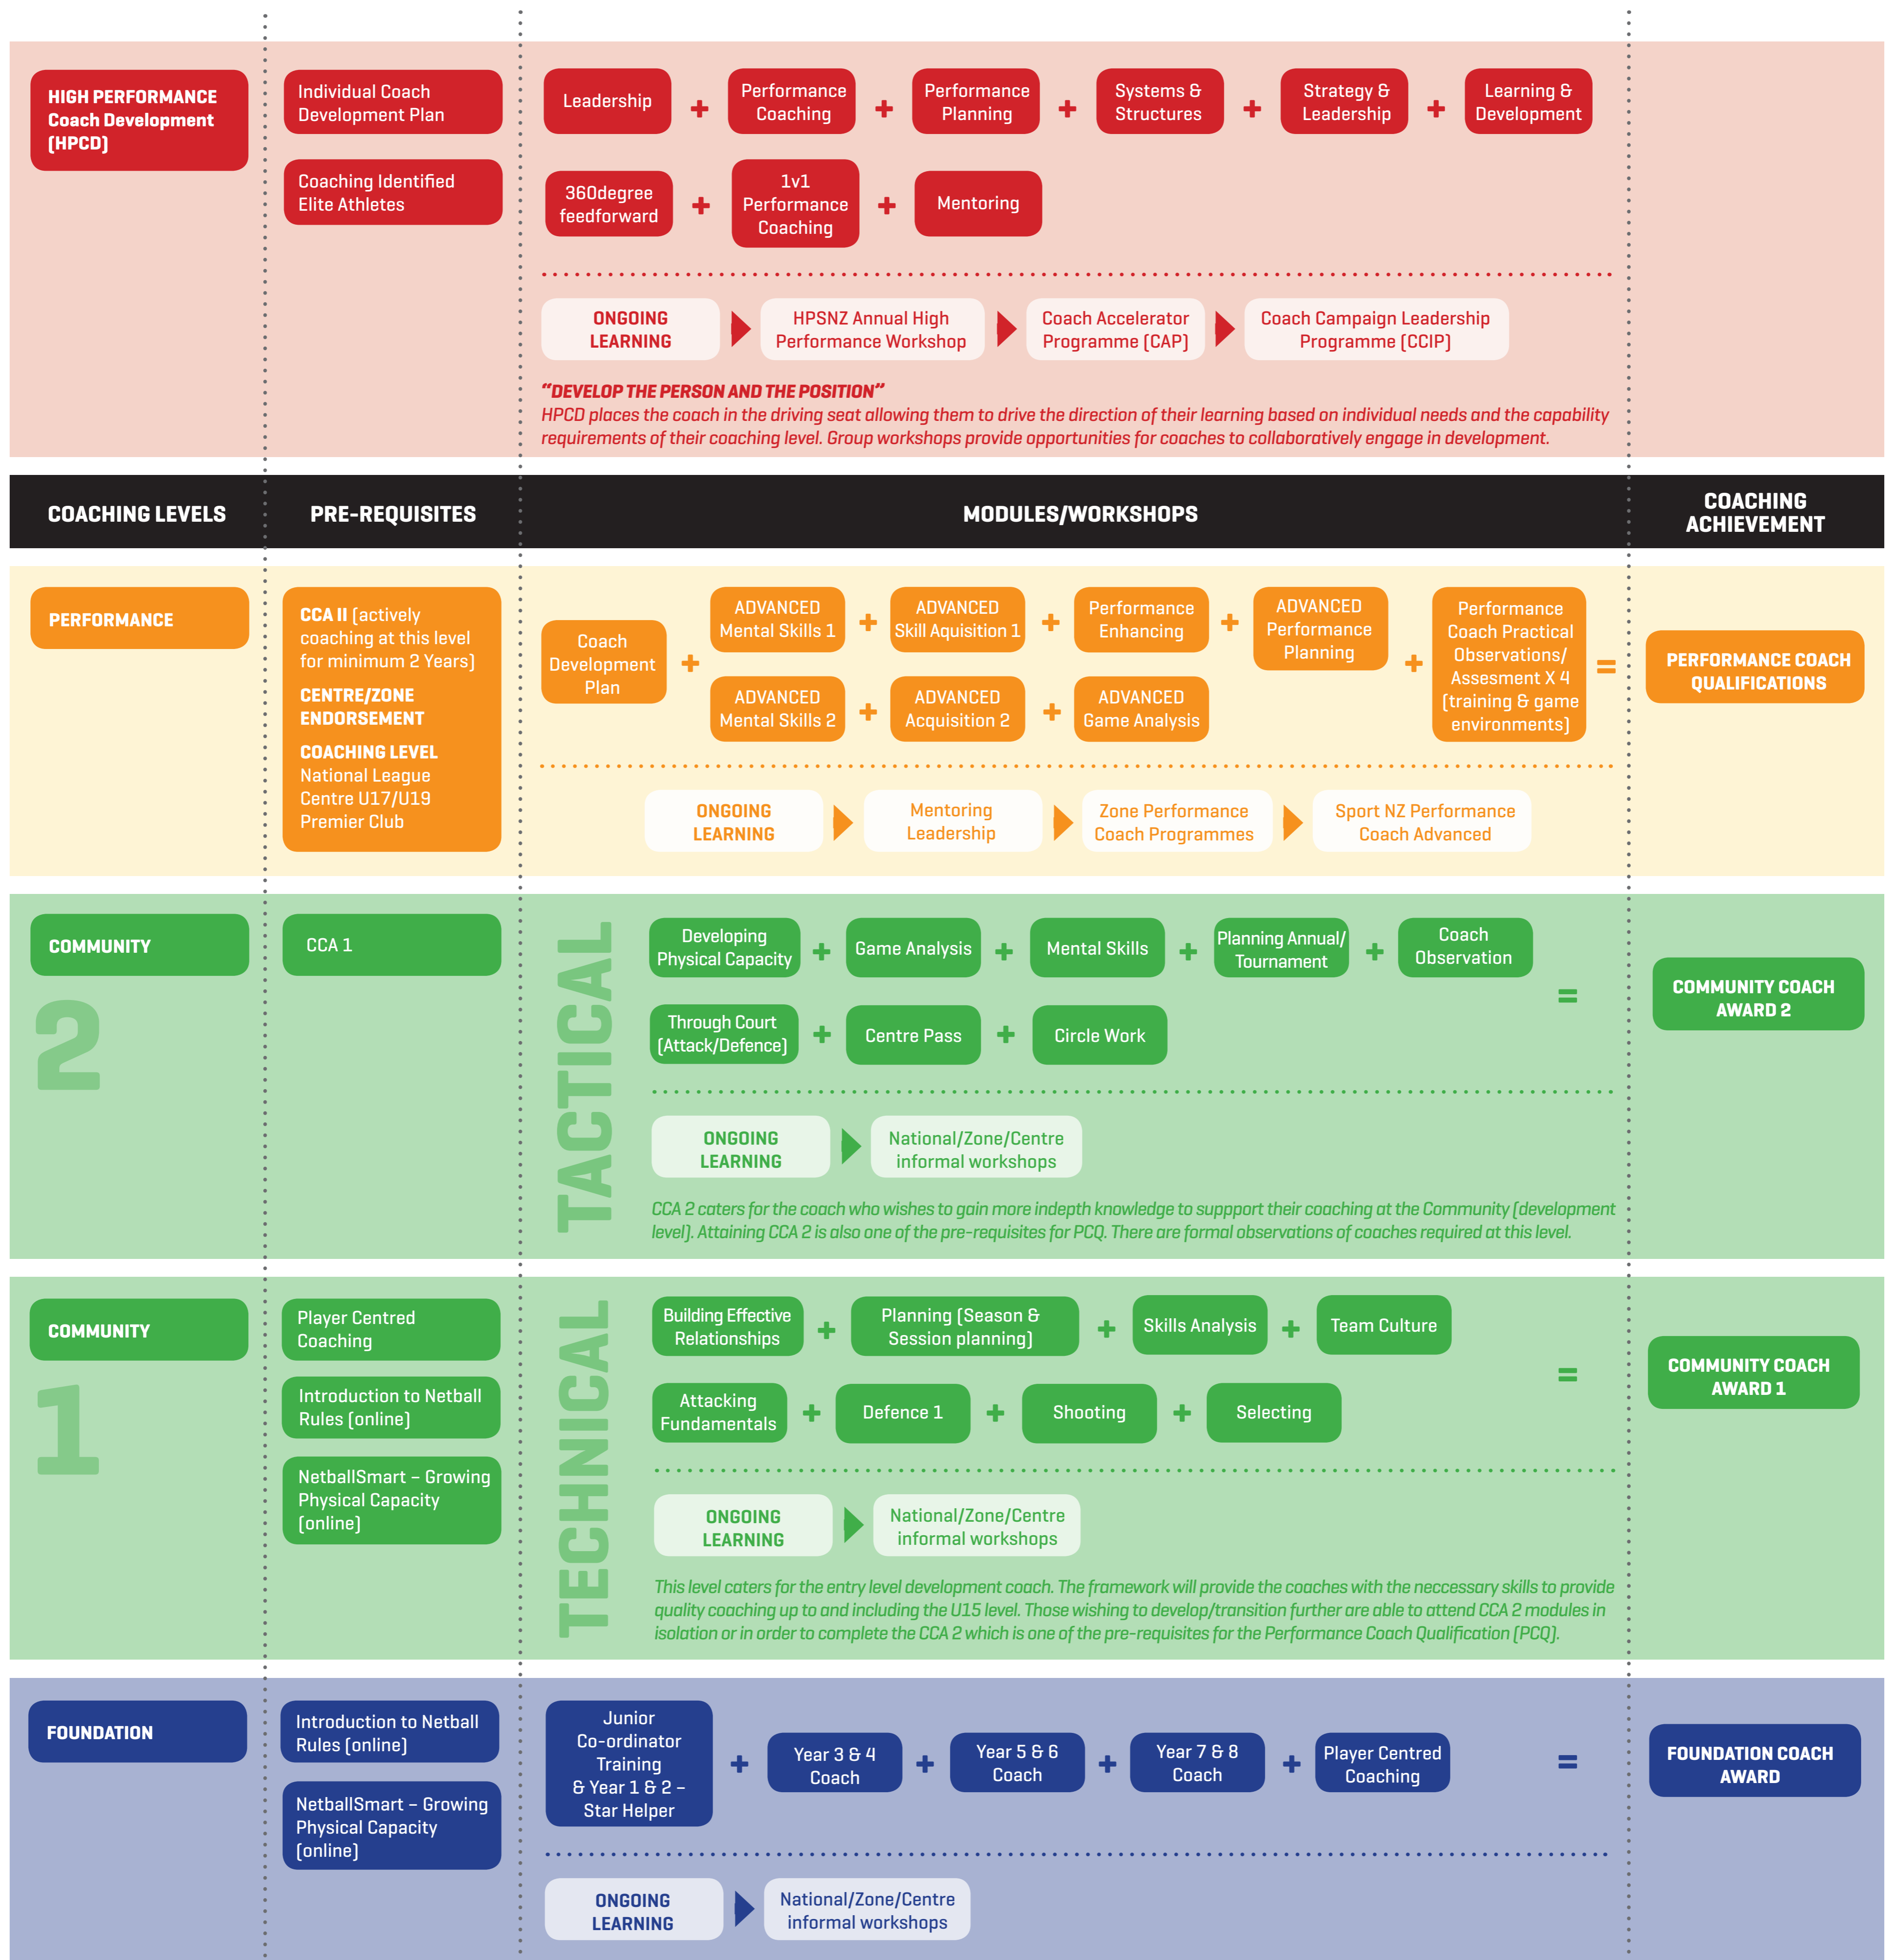 HIGH PERFORMANCE
Coach Development
(HPCD)
Individual Coach
Development Plan
Coaching Identified
Elite Athletes
Leadership
+
Performance
Coaching
+
Performance
Planning
+
Systems &
Structures
+
Strategy &
Leadership
+
Learning &
Development
360degree
feedforward
+
1v1
Performance
Coaching
+
Mentoring
ONGOING
LEARNING
HPSNZ Annual High
Performance Workshop
Coach Accelerator
Programme (CAP)
Coach Campaign Leadership
Programme (CCIP)
“DEVELOP THE PERSON AND THE POSITION”
HPCD places the coach in the driving seat allowing them to drive the direction of their learning based on individual needs and the capability
requirements of their coaching level. Group workshops provide opportunities for coaches to collaboratively engage in development.
COACHING LEVELS
PRE-REQUISITES
MODULES/WORKSHOPS
COACHING
ACHIEVEMENT
PERFORMANCE
CCA II (actively
coaching at this level
for minimum 2 Years)
CENTRE/ZONE
ENDORSEMENT
COACHING LEVEL
National League
Centre U17/U19
Premier Club
Coach
Development
Plan
+
ADVANCED
Mental Skills 1
+
ADVANCED
Skill Aquisition 1
+
Performance
Enhancing
+
ADVANCED
Performance
Planning
ADVANCED
Mental Skills 2
+
ADVANCED
Acquisition 2
+
ADVANCED
Game Analysis
+
Performance
Coach Practical
Observations/
Assesment X 4
(training & game
environments)
=
PERFORMANCE COACH
QUALIFICATIONS
ONGOING
LEARNING
Mentoring
Leadership
Zone Performance
Coach Programmes
Sport NZ Performance
Coach Advanced
COMMUNITY
2
CCA 1
TACTICAL
Developing
Physical Capacity
+
Game Analysis
+
Mental Skills
+
Planning Annual/
Tournament
+
Coach
Observation
Through Court
(Attack/Defence)
+
Centre Pass
+
Circle Work
=
COMMUNITY COACH
AWARD 2
ONGOING
LEARNING
National/Zone/Centre
informal workshops
CCA 2 caters for the coach who wishes to gain more indepth knowledge to suppport their coaching at the Community (development
level). Attaining CCA 2 is also one of the pre-requisites for PCQ. There are formal observations of coaches required at this level.
COMMUNITY
1
Player Centred
Coaching
Introduction to Netball
Rules (online)
NetballSmart – Growing
Physical Capacity
(online)
TECHNICAL
Building Effective
Relationships
+
Planning (Season &
Session planning)
+
Skills Analysis
+
Team Culture
Attacking
Fundamentals
+
Defence 1
+
Shooting
+
Selecting
=
COMMUNITY COACH
AWARD 1
ONGOING
LEARNING
National/Zone/Centre
informal workshops
This level caters for the entry level development coach. The framework will provide the coaches with the neccessary skills to provide
quality coaching up to and including the U15 level. Those wishing to develop/transition further are able to attend CCA 2 modules in
isolation or in order to complete the CCA 2 which is one of the pre-requisites for the Performance Coach Qualification (PCQ).
FOUNDATION
Introduction to Netball
Rules (online)
NetballSmart – Growing
Physical Capacity
(online)
Junior
Co-ordinator
Training
& Year 1 & 2 –
Star Helper
+
Year 3 & 4
Coach
+
Year 5 & 6
Coach
+
Year 7 & 8
Coach
+
Player Centred
Coaching
=
FOUNDATION COACH
AWARD
ONGOING
LEARNING
National/Zone/Centre
informal workshops